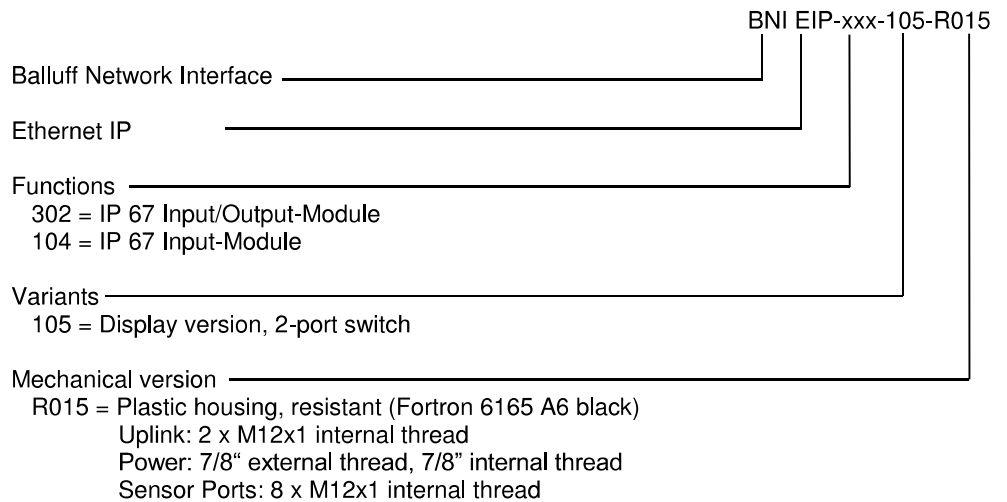 BNI EIP-xxx-105-R015
Balluff Network Interface
Ethernet IP
Functions
302 = IP 67 Input/Output-Module
104 = IP 67 Input-Module
Variants
105 = Display version, 2-port switch
Mechanical version
R015 = Plastic housing, resistant (Fortron 6165 A6 black)
Uplink: 2 x M12x1 internal thread
Power: 7/8“ external thread, 7/8” internal thread
Sensor Ports: 8 x M12x1 internal thread